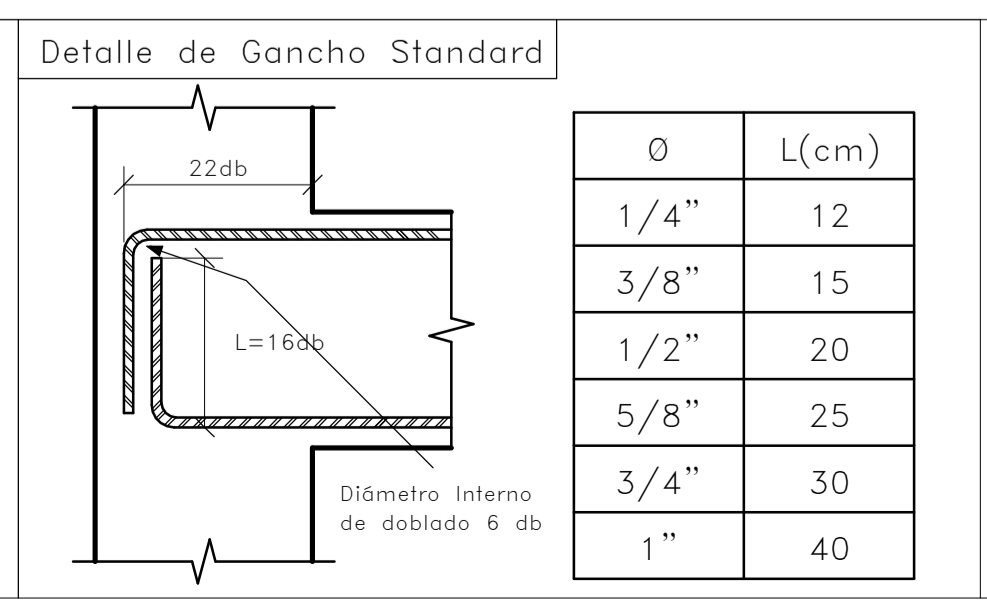 Detalle de Gancho Standard
22db
L=16db
Diámetro Interno
de doblado 6 db
Ø L(cm)
1/4” 12
3/8” 15
1/2” 20
5/8” 25
3/4” 30
1” 40